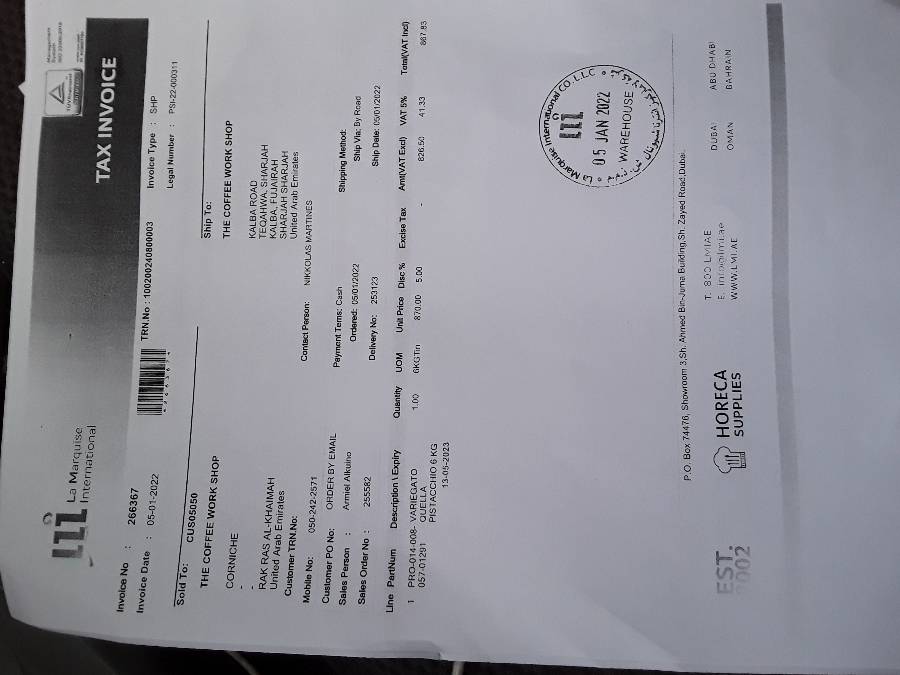 La Marquise
International
TAX INVOICE
Invoice No : 266367
TRN.No : 100200240800003
Invoice Type : SHP
Invoice Date : 05-01-2022
Legal Number : PSI-22-000311
Sold To: CUS05050
Ship To:
THE COFFEE WORK SHOP
THE COFFEE WORK SHOP
CORNICHE
KALBA ROAD
TEQAHWA, SHARJAH
KALBA, FUJAIRAH
SHARJAH SHARJAH
United Arab Emirates
-
-
RAK RAS AL-KHAIMAH
United Arab Emirates
Customer TRN.No:
Mobile No: 050-242-2571
Contact Person: NIKKOLAS MARTINES
Customer PO No: ORDER BY EMAIL
Payment Terms: Cash
Shipping Method:
Sales Person : Armiel Alkuino
Ordered: 05/01/2022
Ship Via: By Road
Sales Order No : 255582
Delivery No: 253123
Ship Date: 05/01/2022
Line PartNum Description \ Expiry Quantity UOM Unit Price Disc % Excise Tax Amt(VAT Excl) VAT 5% Total(VAT Incl)
1 PRO-014-008- VARIEGATO 1.00 6KGTin 870.00 5.00 - 826.50 41.33 867.83
057-01291 QUELLA
PISTACCHIO 6 KG
13-05-2023
La Marquise International CO.L.L.C
05 JAN 2022
WAREHOUSE
P.O. Box 74476, Showroom 3,Sh. Ahmed Bin-Juma Building,Sh. Zayed Road,Dubai.
EST.
2002
HORECA
SUPPLIES
T. 800 LMIAE
E. info@lmi.ae
WWW.LMI.AE
DUBAI
OMAN
ABU DHABI
BAHRAIN